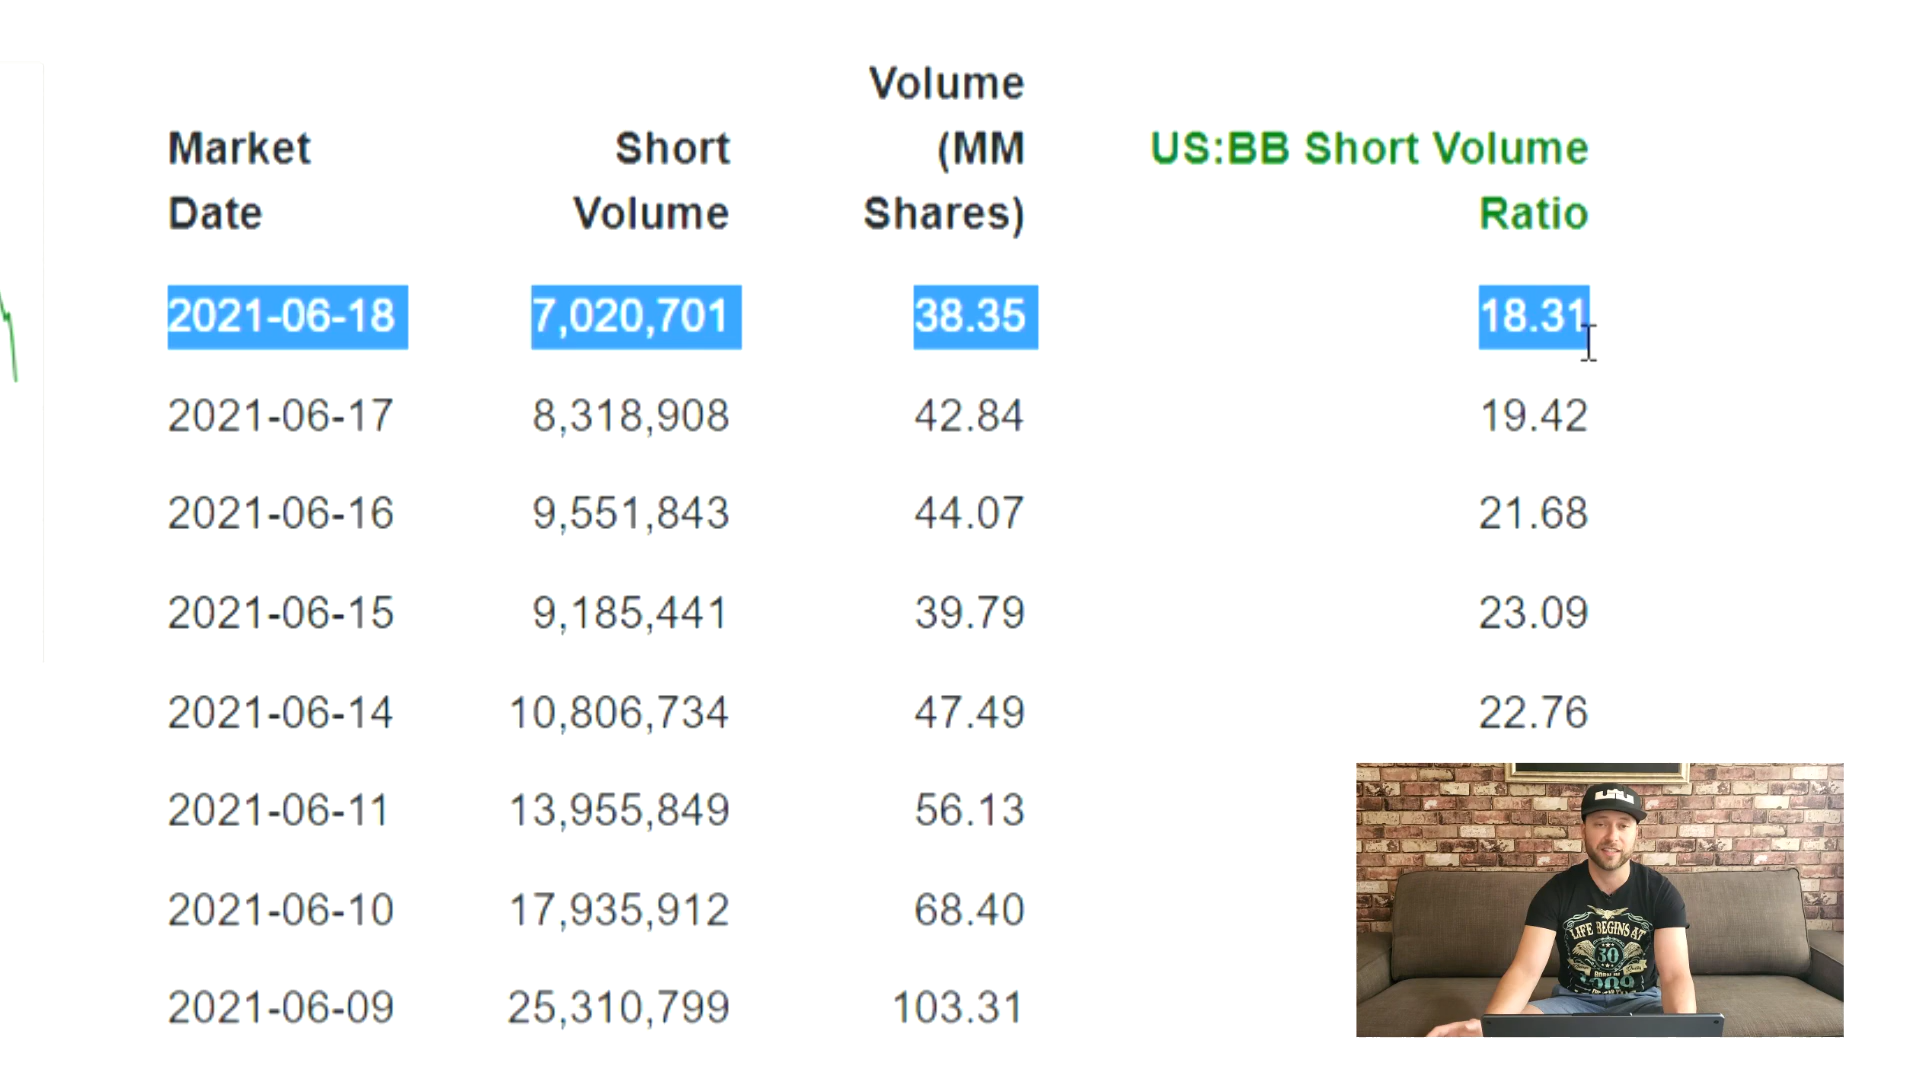 Market Date Short Volume Volume (MM Shares) US:BB Short Volume Ratio
2021-06-18 7,020,701 38.35 18.31
2021-06-17 8,318,908 42.84 19.42
2021-06-16 9,551,843 44.07 21.68
2021-06-15 9,185,441 39.79 23.09
2021-06-14 10,806,734 47.49 22.76
2021-06-11 13,955,849 56.13
2021-06-10 17,935,912 68.40
2021-06-09 25,310,799 103.31
LIFE BEGINS AT
30